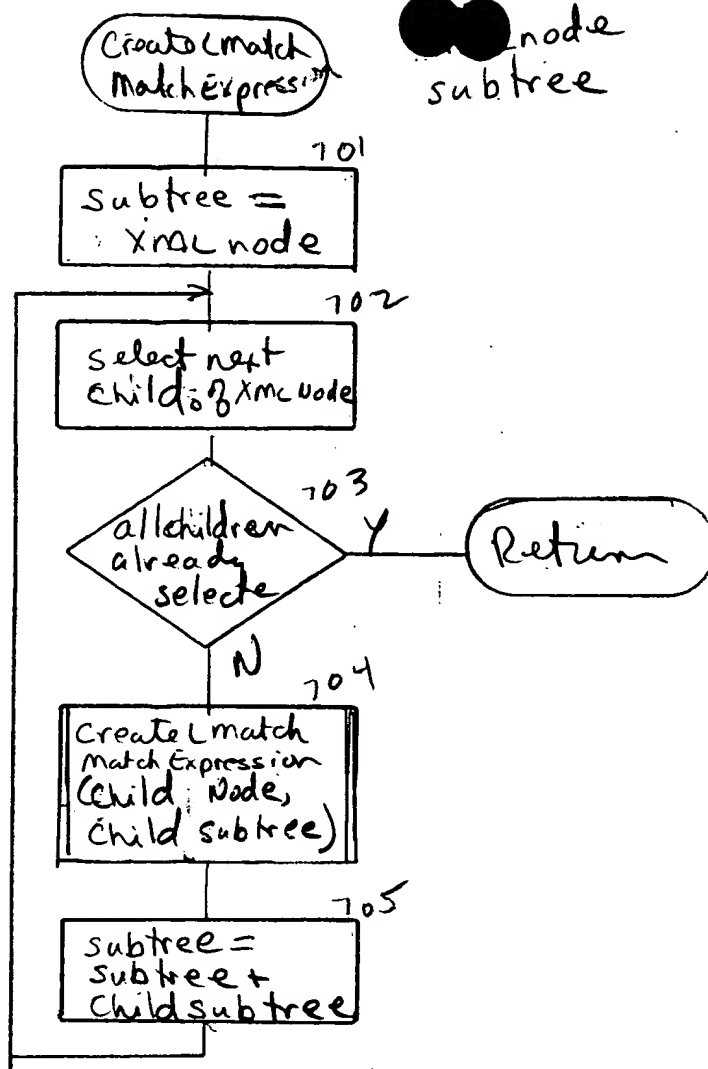 CreateLmatch
MatchExpression
node
subtree
701
subtree =
XML node
702
select next
child of XML Node
703
all children
already
selecte
Y
Return
N
704
CreateLmatch
Match Expression
(Child Node,
Child subtree)
705
subtree =
subtree +
Child subtree